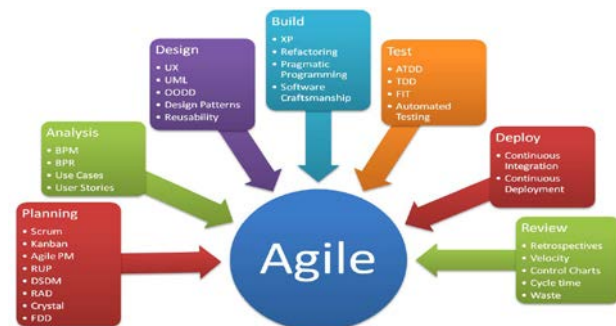 Planning
• Scrum
• Kanban
• Agile PM
• RUP
• DSDM
• RAD
• Crystal
• FDD
Analysis
• BPM
• BPR
• Use Cases
• User Stories
Design
• UX
• UML
• OODD
• Design Patterns
• Reusability
Build
• XP
• Refactoring
• Pragmatic
Programming
• Software
Craftsmanship
Test
• ATDD
• TDD
• FIT
• Automated
Testing
Deploy
• Continuous
Integration
• Continuous
Deployment
Review
• Retrospectives
• Velocity
• Control Charts
• Cycle time
• Waste
Agile